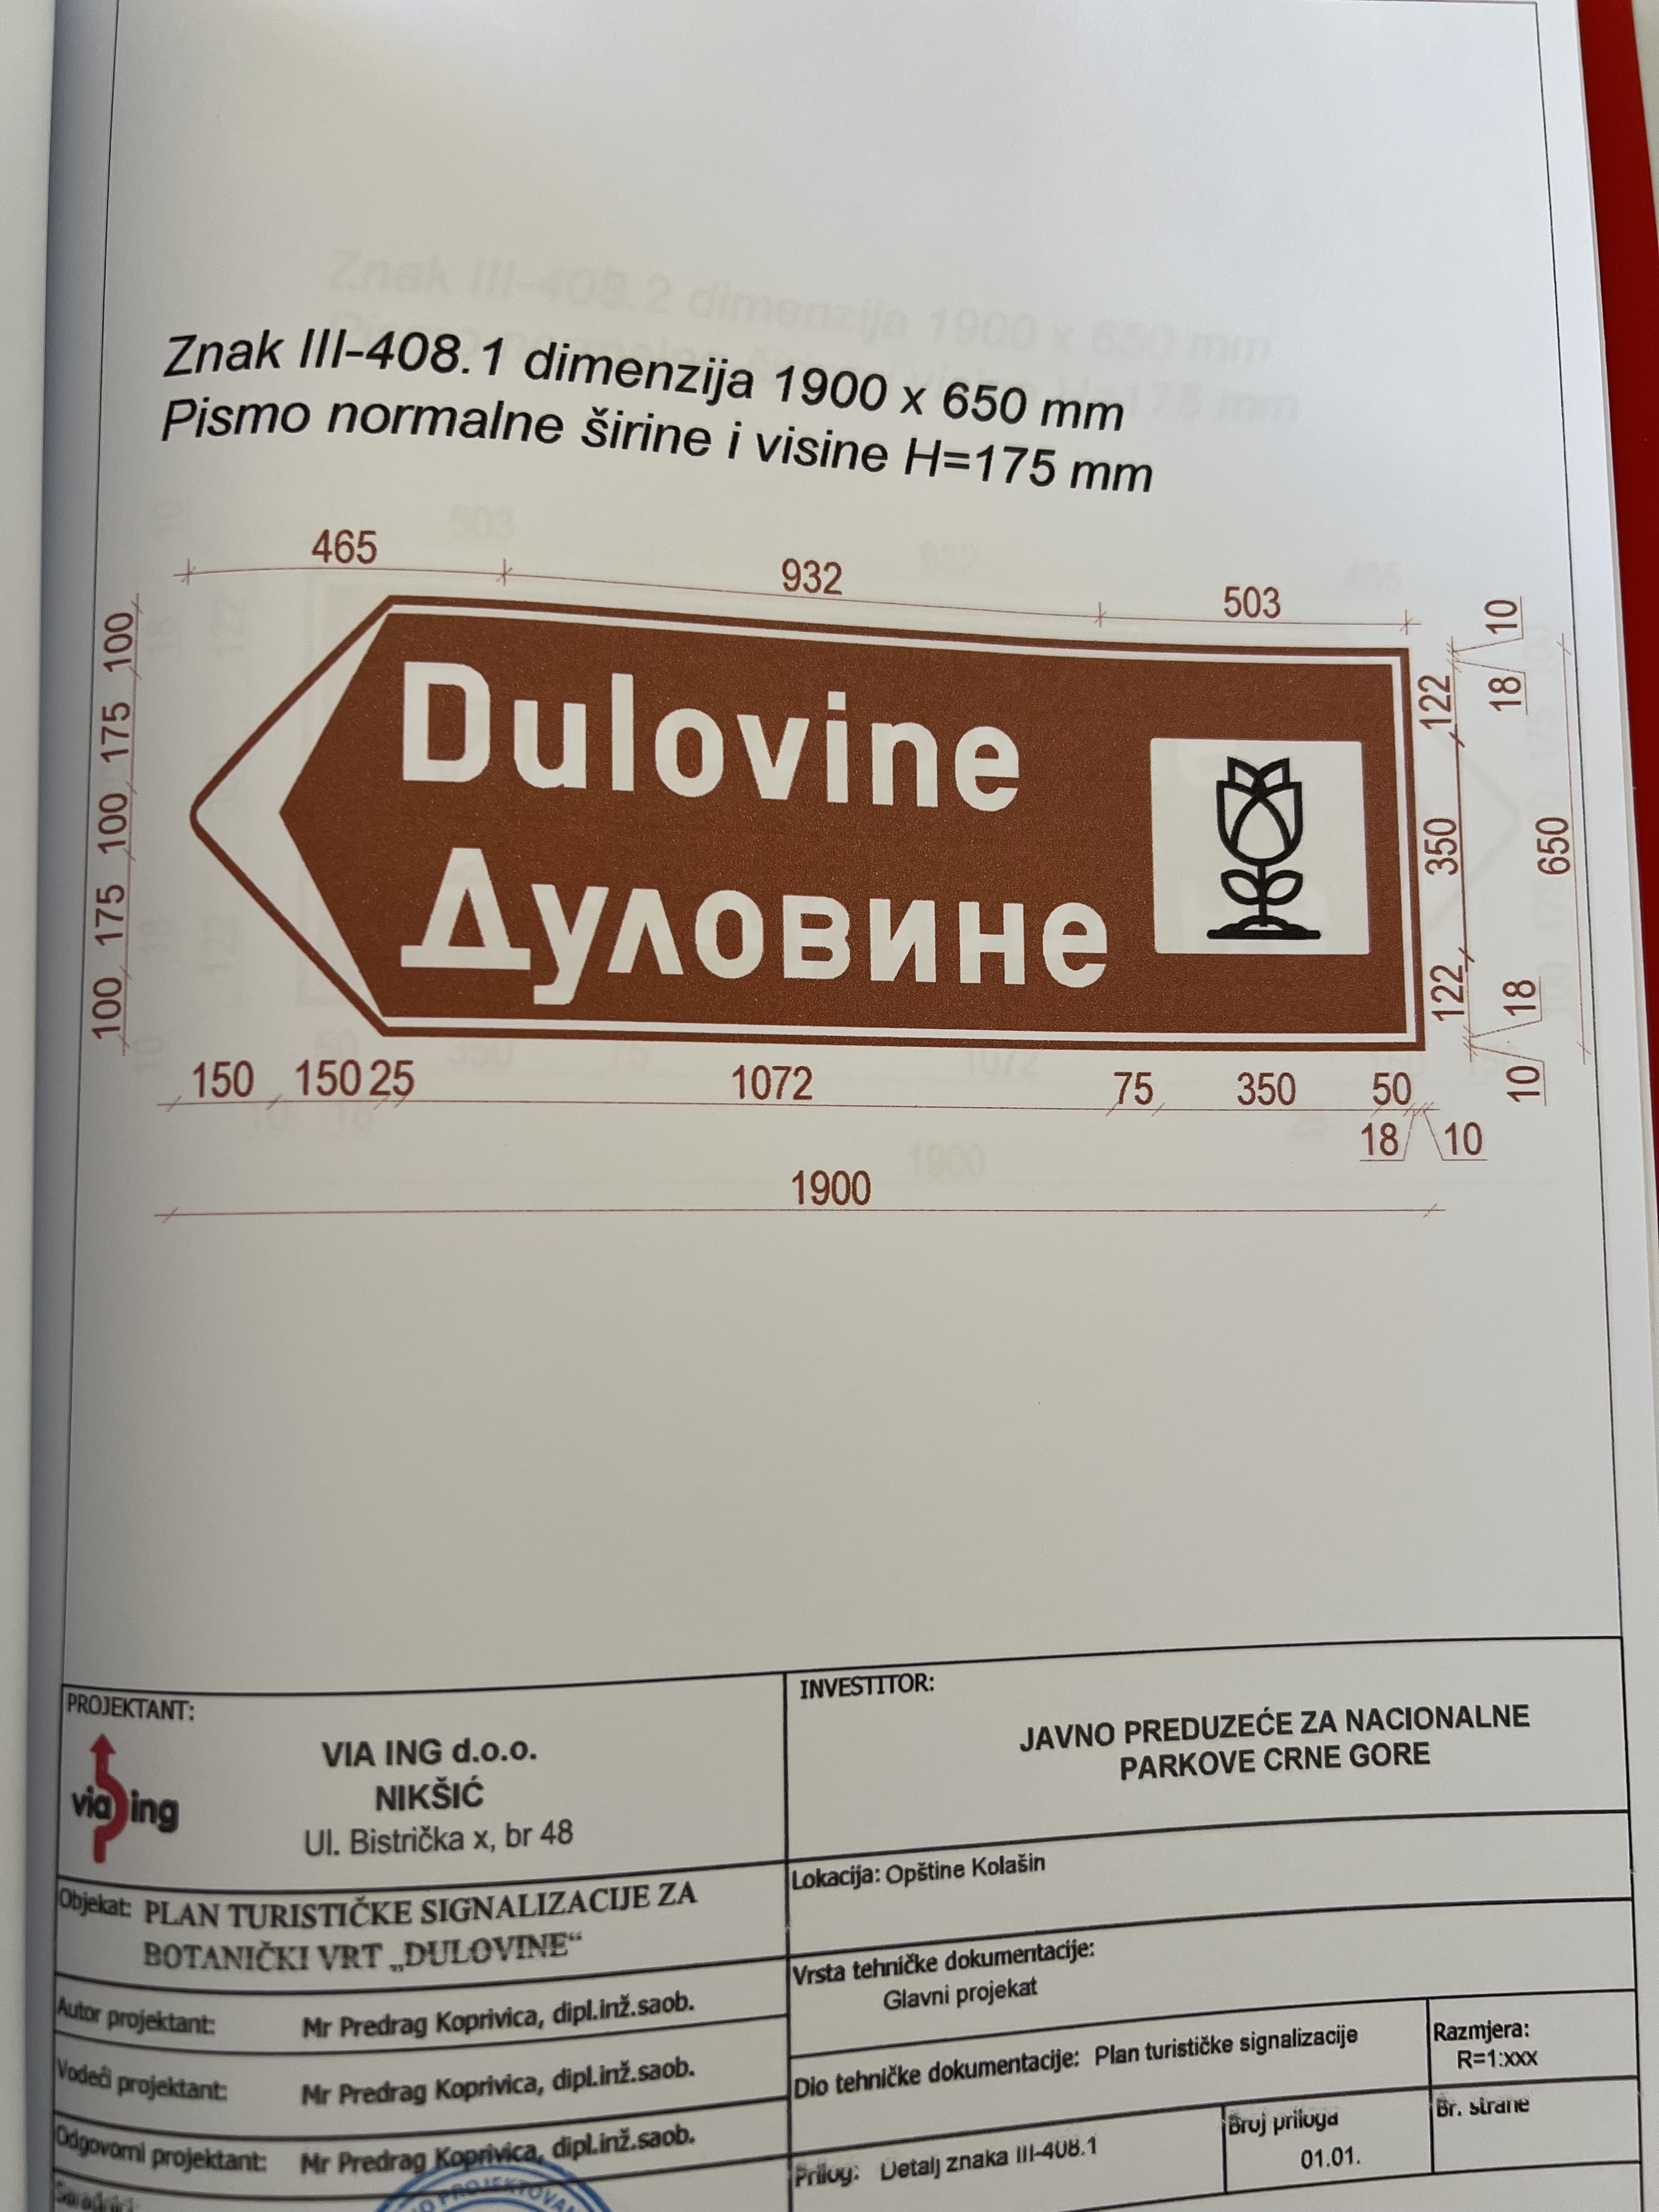 Znak III-408.1 dimenzija 1900 x 650 mm
Pismo normalne širine i visine H=175 mm
465 932 503
10
18
100 175 100 175 100
Dulovine
Дуловине
122 350 122
650
18
10
150 150 25 1072 75 350 50
18 10
1900
PROJEKTANT:
via ing
VIA ING d.o.o.
NIKŠIĆ
Ul. Bistrička x, br 48
INVESTITOR:
JAVNO PREDUZEĆE ZA NACIONALNE
PARKOVE CRNE GORE
Objekat: PLAN TURISTIČKE SIGNALIZACIJE ZA
BOTANIČKI VRT „DULOVINE“
Lokacija: Opštine Kolašin
Vrsta tehničke dokumentacije:
Glavni projekat
Autor projektant: Mr Predrag Koprivica, dipl.inž.saob.
Vodeći projektant: Mr Predrag Koprivica, dipl.inž.saob.
Odgovorni projektant: Mr Predrag Koprivica, dipl.inž.saob.
Dio tehničke dokumentacije: Plan turističke signalizacije
Razmjera:
R=1:xxx
Prilog: Detalj znaka III-408.1
Broj priloga
01.01.
Br. strane